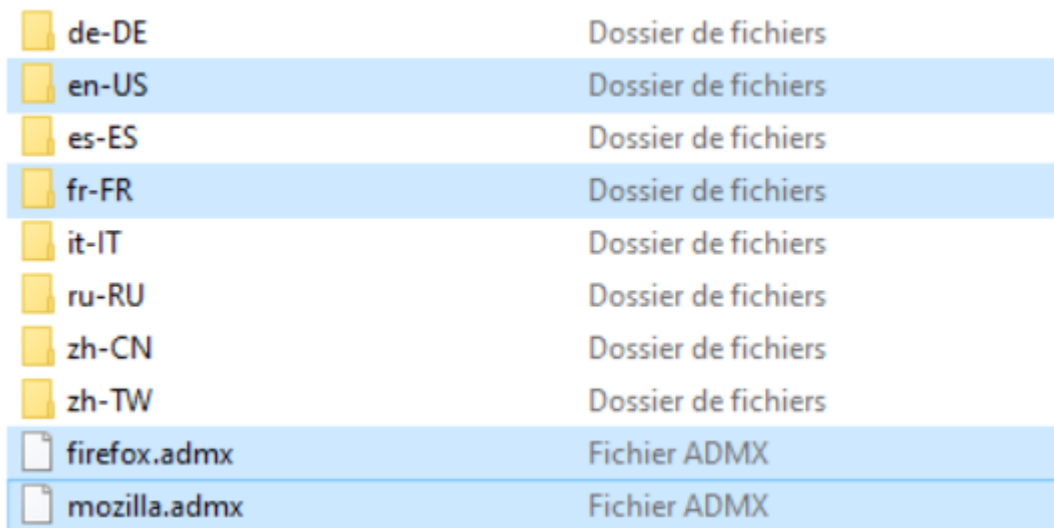 de-DE Dossier de fichiers
en-US Dossier de fichiers
es-ES Dossier de fichiers
fr-FR Dossier de fichiers
it-IT Dossier de fichiers
ru-RU Dossier de fichiers
zh-CN Dossier de fichiers
zh-TW Dossier de fichiers
firefox.admx Fichier ADMX
mozilla.admx Fichier ADMX